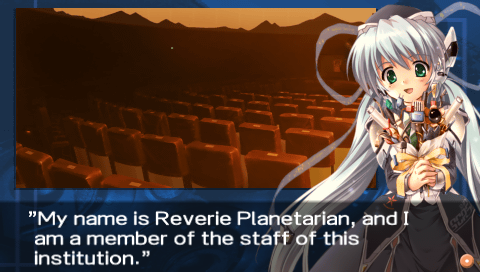 "My name is Reverie Planetarian, and I
am a member of the staff of this
institution."